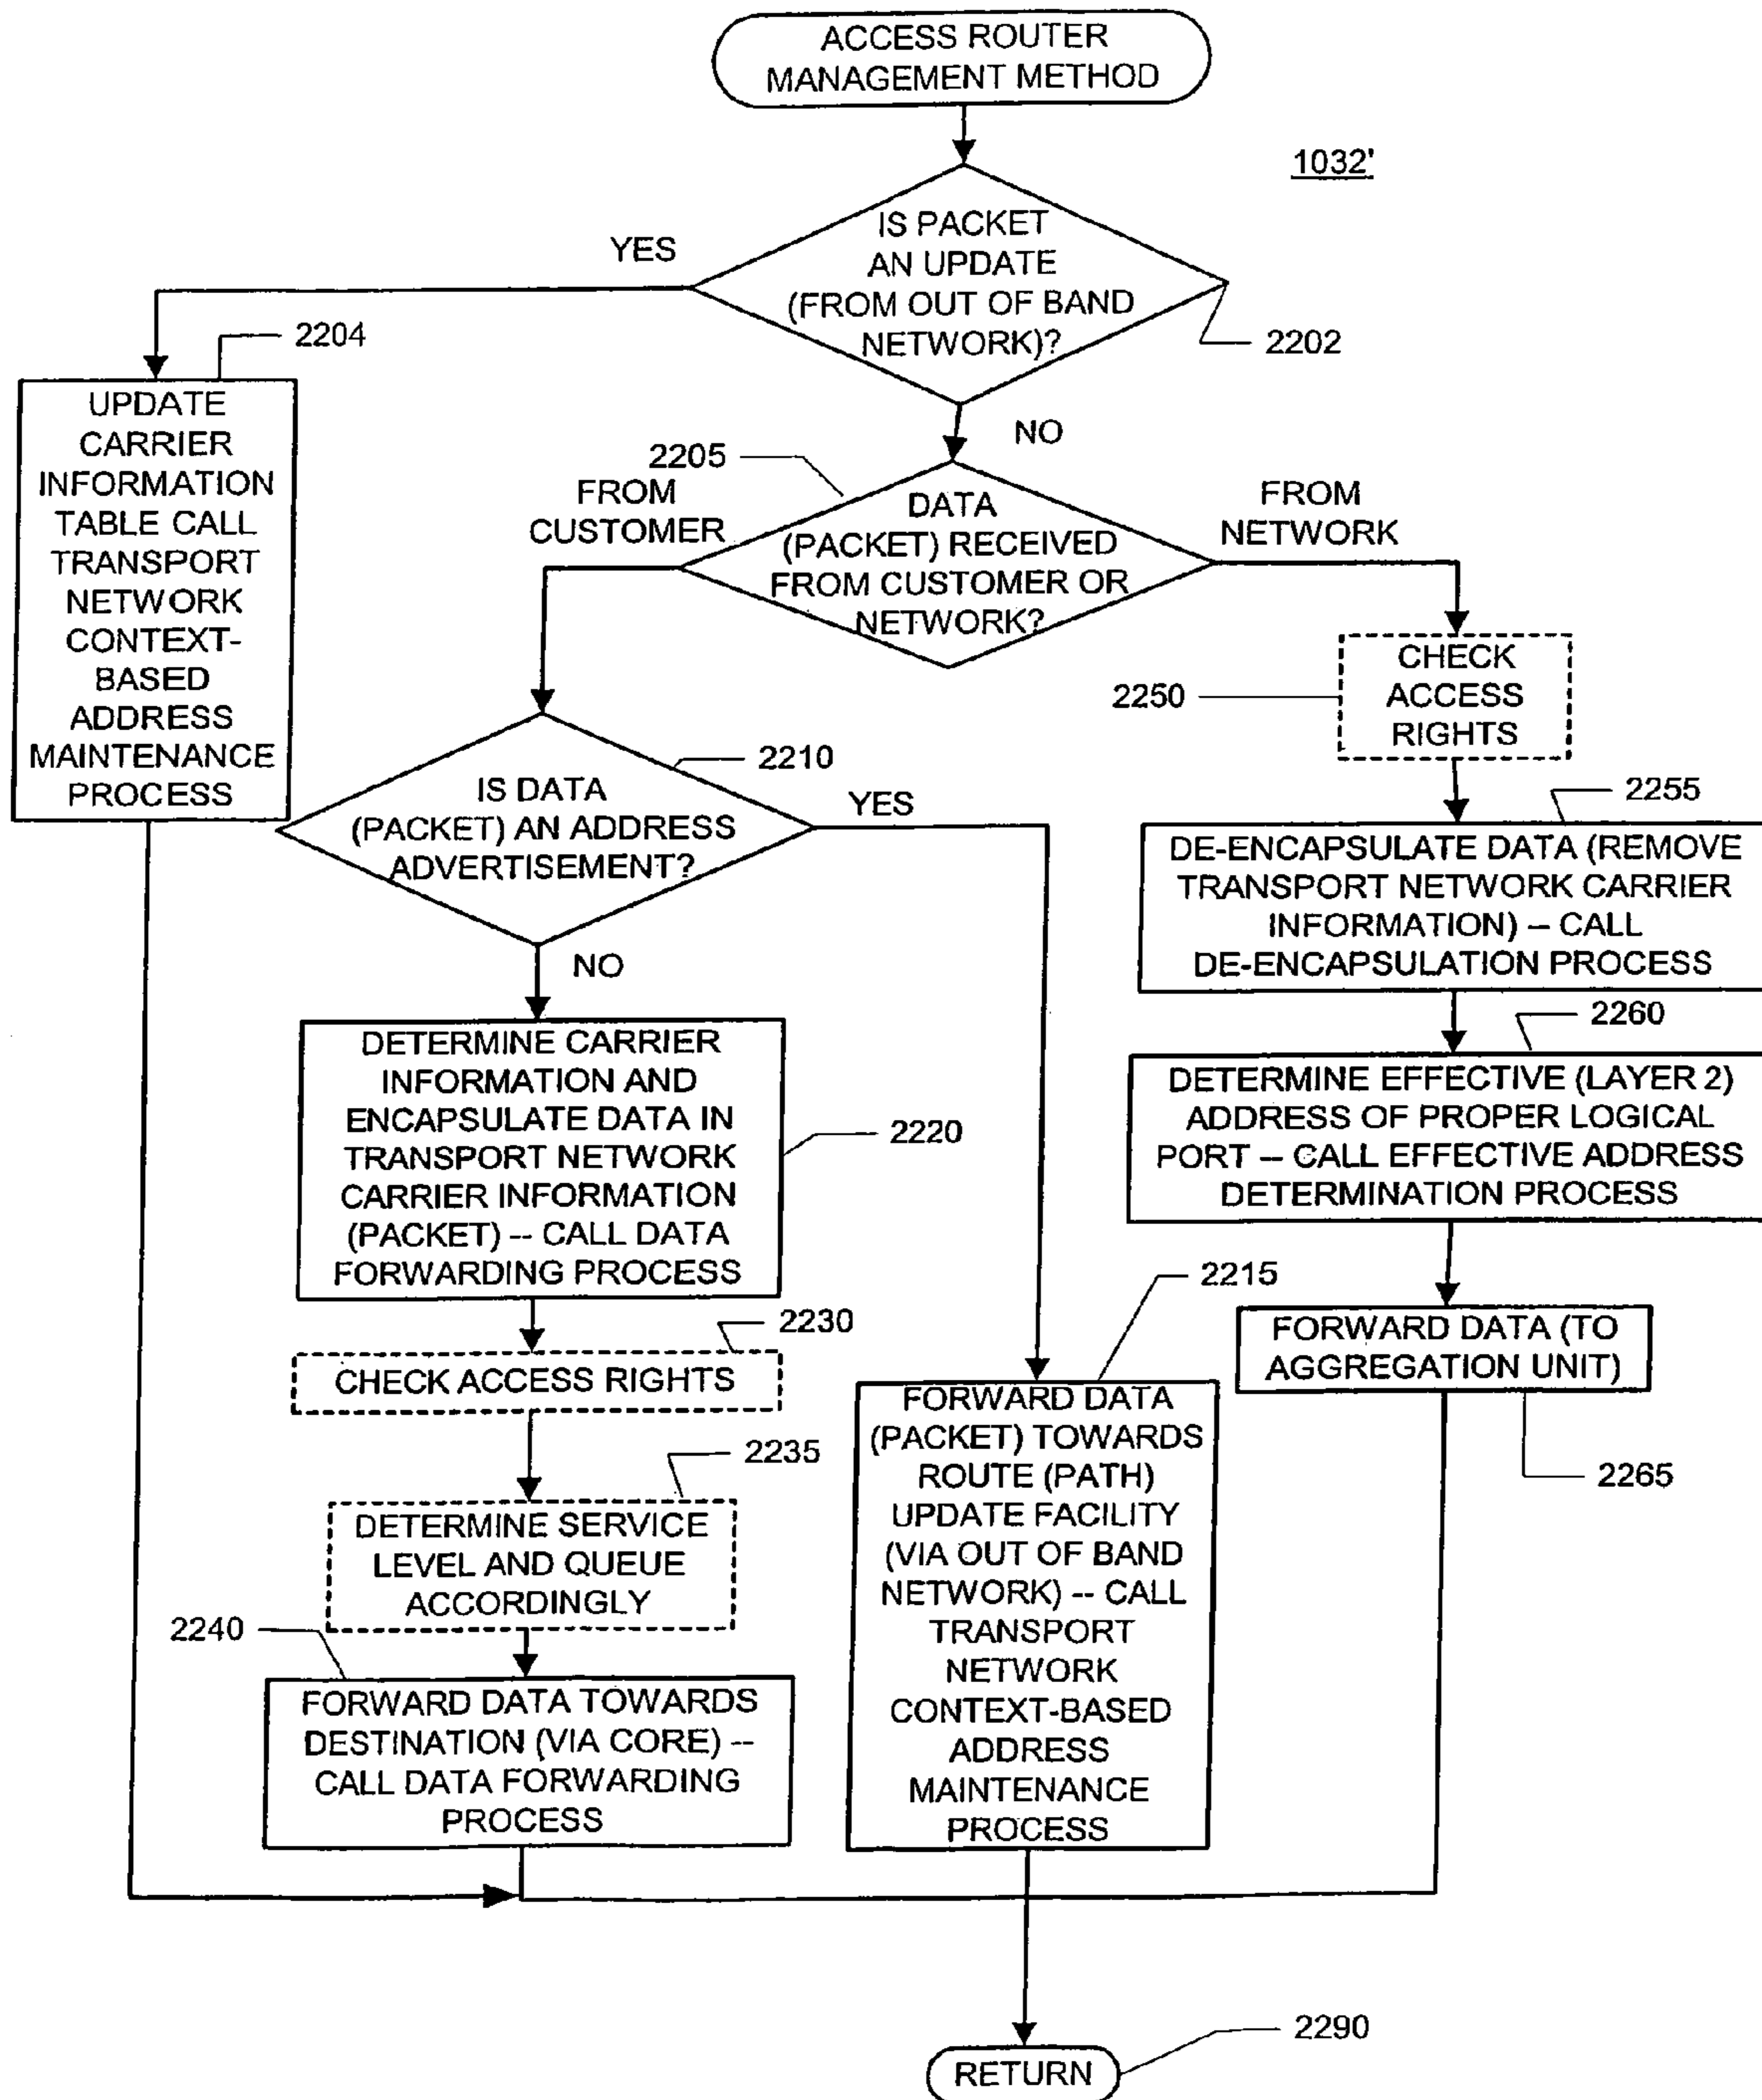 ACCESS ROUTER
MANAGEMENT METHOD
1032'
IS PACKET
AN UPDATE
(FROM OUT OF BAND
NETWORK)?
YES
2202
2204
NO
UPDATE
CARRIER
INFORMATION
TABLE CALL
TRANSPORT
NETWORK
CONTEXT-
BASED
ADDRESS
MAINTENANCE
PROCESS
2205
FROM
CUSTOMER
DATA
(PACKET) RECEIVED
FROM CUSTOMER OR
NETWORK?
FROM
NETWORK
2250
CHECK
ACCESS
RIGHTS
2210
IS DATA
(PACKET) AN ADDRESS
ADVERTISEMENT?
YES
NO
2255
DE-ENCAPSULATE DATA (REMOVE
TRANSPORT NETWORK CARRIER
INFORMATION) – CALL
DE-ENCAPSULATION PROCESS
2260
DETERMINE EFFECTIVE (LAYER 2)
ADDRESS OF PROPER LOGICAL
PORT – CALL EFFECTIVE ADDRESS
DETERMINATION PROCESS
DETERMINE CARRIER
INFORMATION AND
ENCAPSULATE DATA IN
TRANSPORT NETWORK
CARRIER INFORMATION
(PACKET) -- CALL DATA
FORWARDING PROCESS
2220
2230
CHECK ACCESS RIGHTS
2235
DETERMINE SERVICE
LEVEL AND QUEUE
ACCORDINGLY
2240
FORWARD DATA TOWARDS
DESTINATION (VIA CORE) --
CALL DATA FORWARDING
PROCESS
2215
FORWARD DATA
(PACKET) TOWARDS
ROUTE (PATH)
UPDATE FACILITY
(VIA OUT OF BAND
NETWORK) -- CALL
TRANSPORT
NETWORK
CONTEXT-BASED
ADDRESS
MAINTENANCE
PROCESS
FORWARD DATA (TO
AGGREGATION UNIT)
2265
2290
RETURN